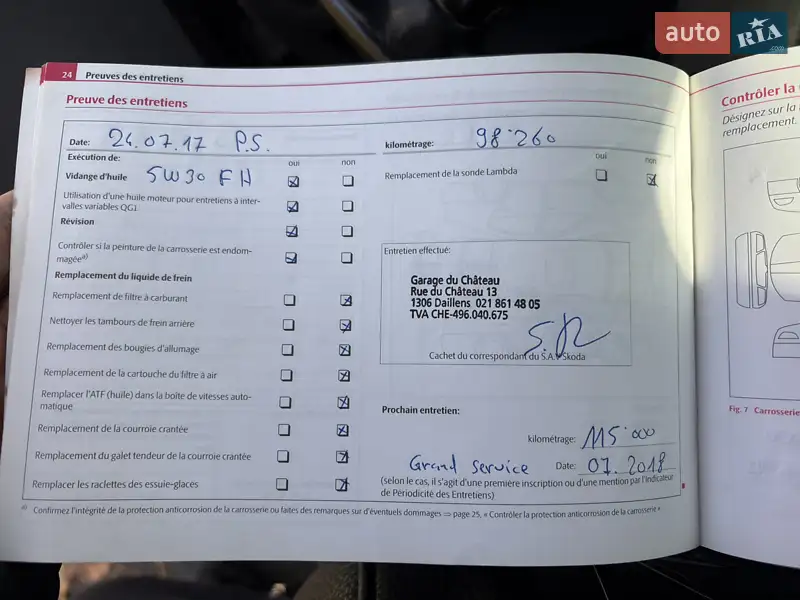 auto RIA .com
24 Preuves des entretiens
Preuve des entretiens
Date: 26.07.17 P.S.
kilométrage: 98'260
Exécution de:
oui non
oui non
Vidange d'huile 5W30 FH
Remplacement de la sonde Lambda
Utilisation d'une huile moteur pour entretiens à inter-
valles variables QG1
Révision
Contrôler si la peinture de la carrosserie est endom-
magée a)
Remplacement du liquide de frein
Remplacement de filtre à carburant
Nettoyer les tambours de frein arrière
Remplacement des bougies d'allumage
Remplacement de la cartouche du filtre à air
Remplacer l'ATF (huile) dans la boîte de vitesses auto-
matique
Remplacement de la courroie crantée
Remplacement du galet tendeur de la courroie crantée
Remplacer les raclettes des essuie-glaces
Entretien effectué:
Garage du Château
Rue du Château 13
1306 Daillens 021 861 48 05
TVA CHE-496.040.675
Cachet du correspondant du S.A.V Skoda
Prochain entretien:
kilométrage: 115'000
Grand service Date: 07.2018
(selon le cas, il s'agit d'une première inscription ou d'une mention par l'indicateur
de Périodicité des Entretiens)
a) Confirmez l'intégrité de la protection anticorrosion de la carrosserie ou faites des remarques sur d'éventuels dommages ⇒ page 25, « Contrôler la protection anticorrosion de la carrosserie »
Contrôler la
Désignez sur la
remplacement.
Fig. 7 Carrosserie